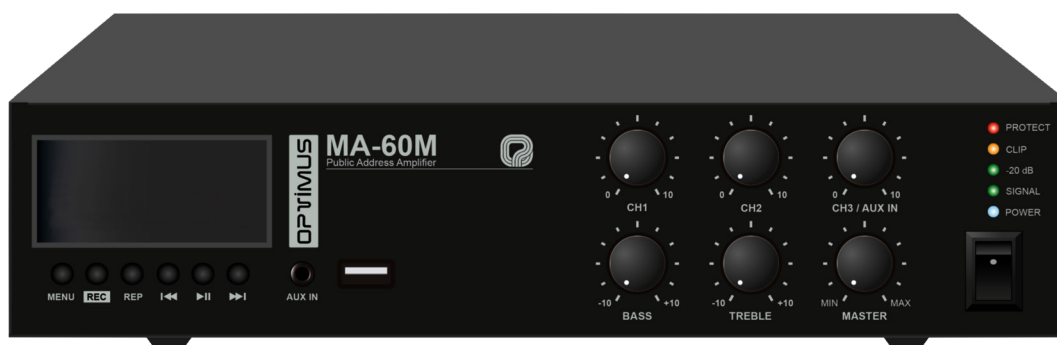 OPTIMUS
MA-60M
Public Address Amplifier
MENU REC REP
AUX IN
0 10
CH1
0 10
CH2
0 10
CH3 / AUX IN
-10 +10
BASS
-10 +10
TREBLE
MIN MAX
MASTER
PROTECT
CLIP
-20 dB
SIGNAL
POWER